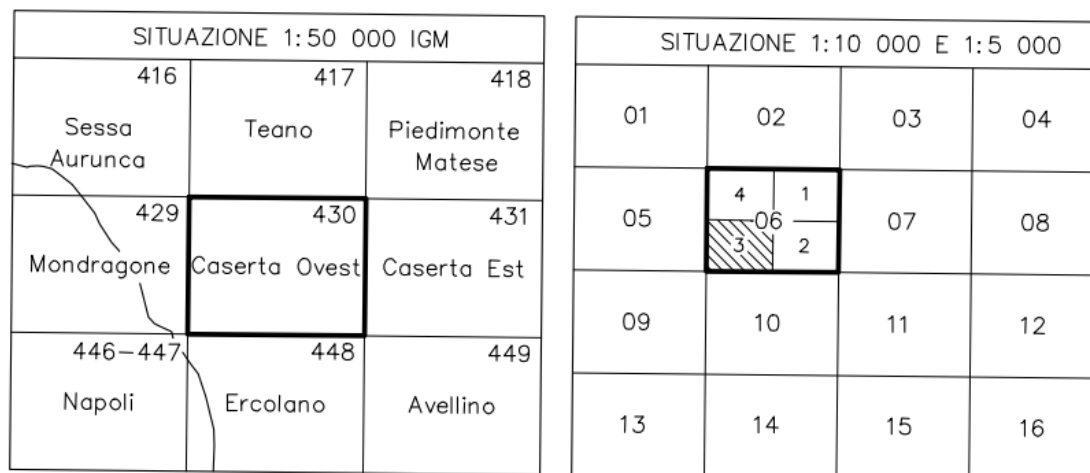 SITUAZIONE 1:50 000 IGM
416 417 418
Sessa Aurunca Teano Piedimonte Matese
429 430 431
Mondragone Caserta Ovest Caserta Est
446-447 448 449
Napoli Ercolano Avellino
SITUAZIONE 1:10 000 E 1:5 000
01 02 03 04
4 1
05 06 07 08
3 2
09 10 11 12
13 14 15 16